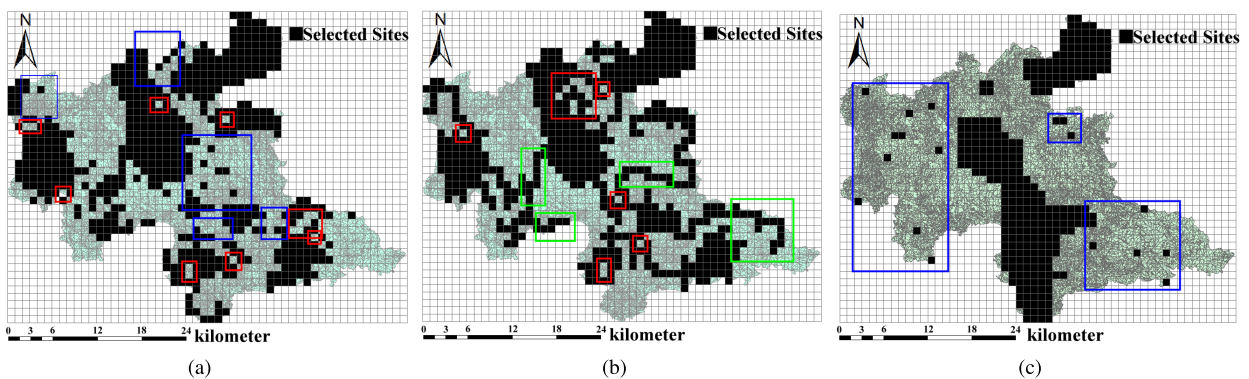 N
Selected Sites
0 3 6 12 18 24 kilometer
(a)
N
Selected Sites
0 3 6 12 18 24 kilometer
(b)
N
Selected Sites
0 3 6 12 18 24 kilometer
(c)